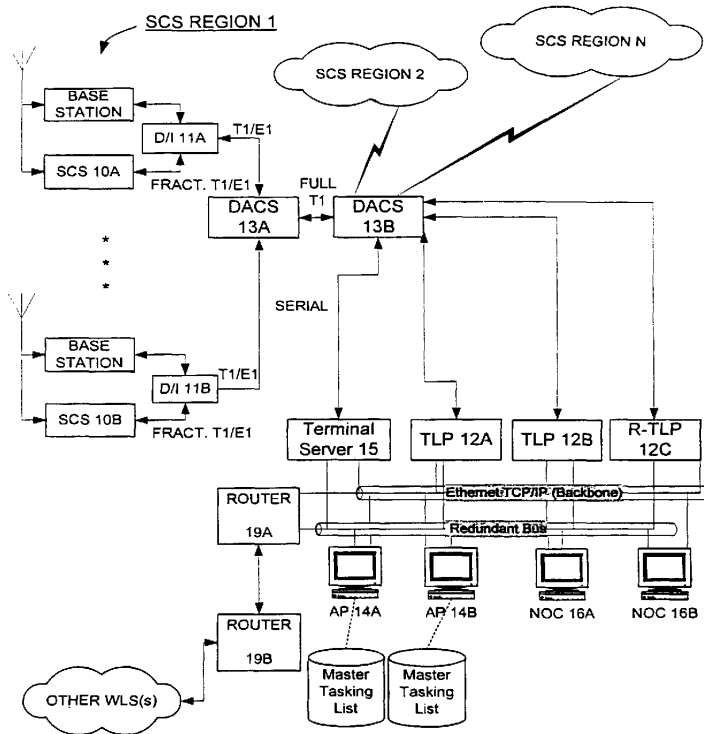 SCS REGION 1
SCS REGION 2
SCS REGION N
BASE
STATION
D/I 11A
T1/E1
SCS 10A
FRACT. T1/E1
DACS
13A
FULL
T1
DACS
13B
*
*
*
SERIAL
BASE
STATION
D/I 11B
T1/E1
SCS 10B
FRACT. T1/E1
Terminal
Server 15
TLP 12A
TLP 12B
R-TLP
12C
Ethernet TCP/IP (Backbone)
Redundant Bus
ROUTER
19A
AP 14A
AP 14B
NOC 16A
NOC 16B
ROUTER
19B
Master
Tasking
List
Master
Tasking
List
OTHER WLS(s)